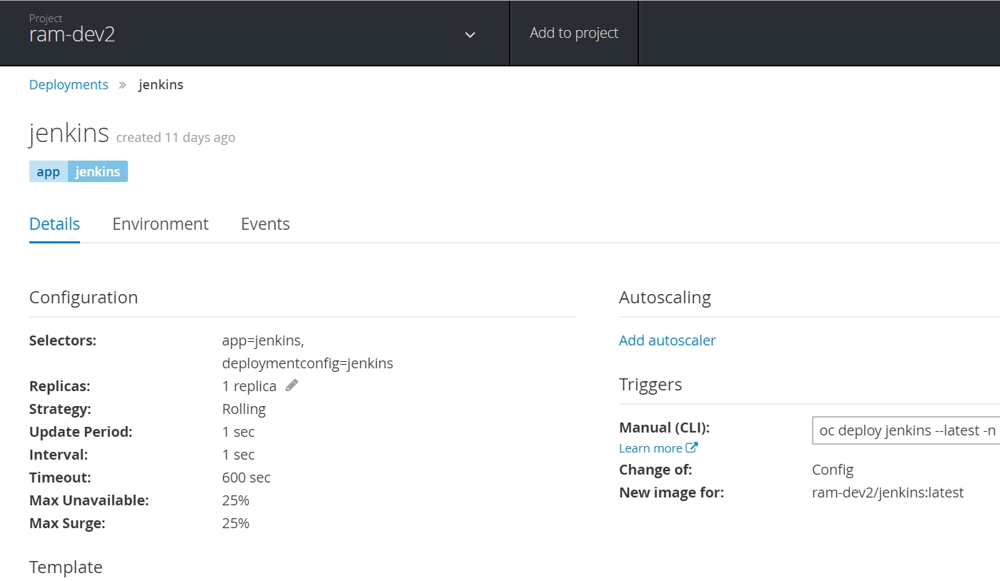 Project
ram-dev2
Add to project
Deployments » jenkins
jenkins created 11 days ago
app jenkins
Details Environment Events
Configuration
Selectors: app=jenkins,
deploymentconfig=jenkins
Replicas: 1 replica
Strategy: Rolling
Update Period: 1 sec
Interval: 1 sec
Timeout: 600 sec
Max Unavailable: 25%
Max Surge: 25%
Template
Autoscaling
Add autoscaler
Triggers
Manual (CLI): oc deploy jenkins --latest -n
Learn more
Change of: Config
New image for: ram-dev2/jenkins:latest